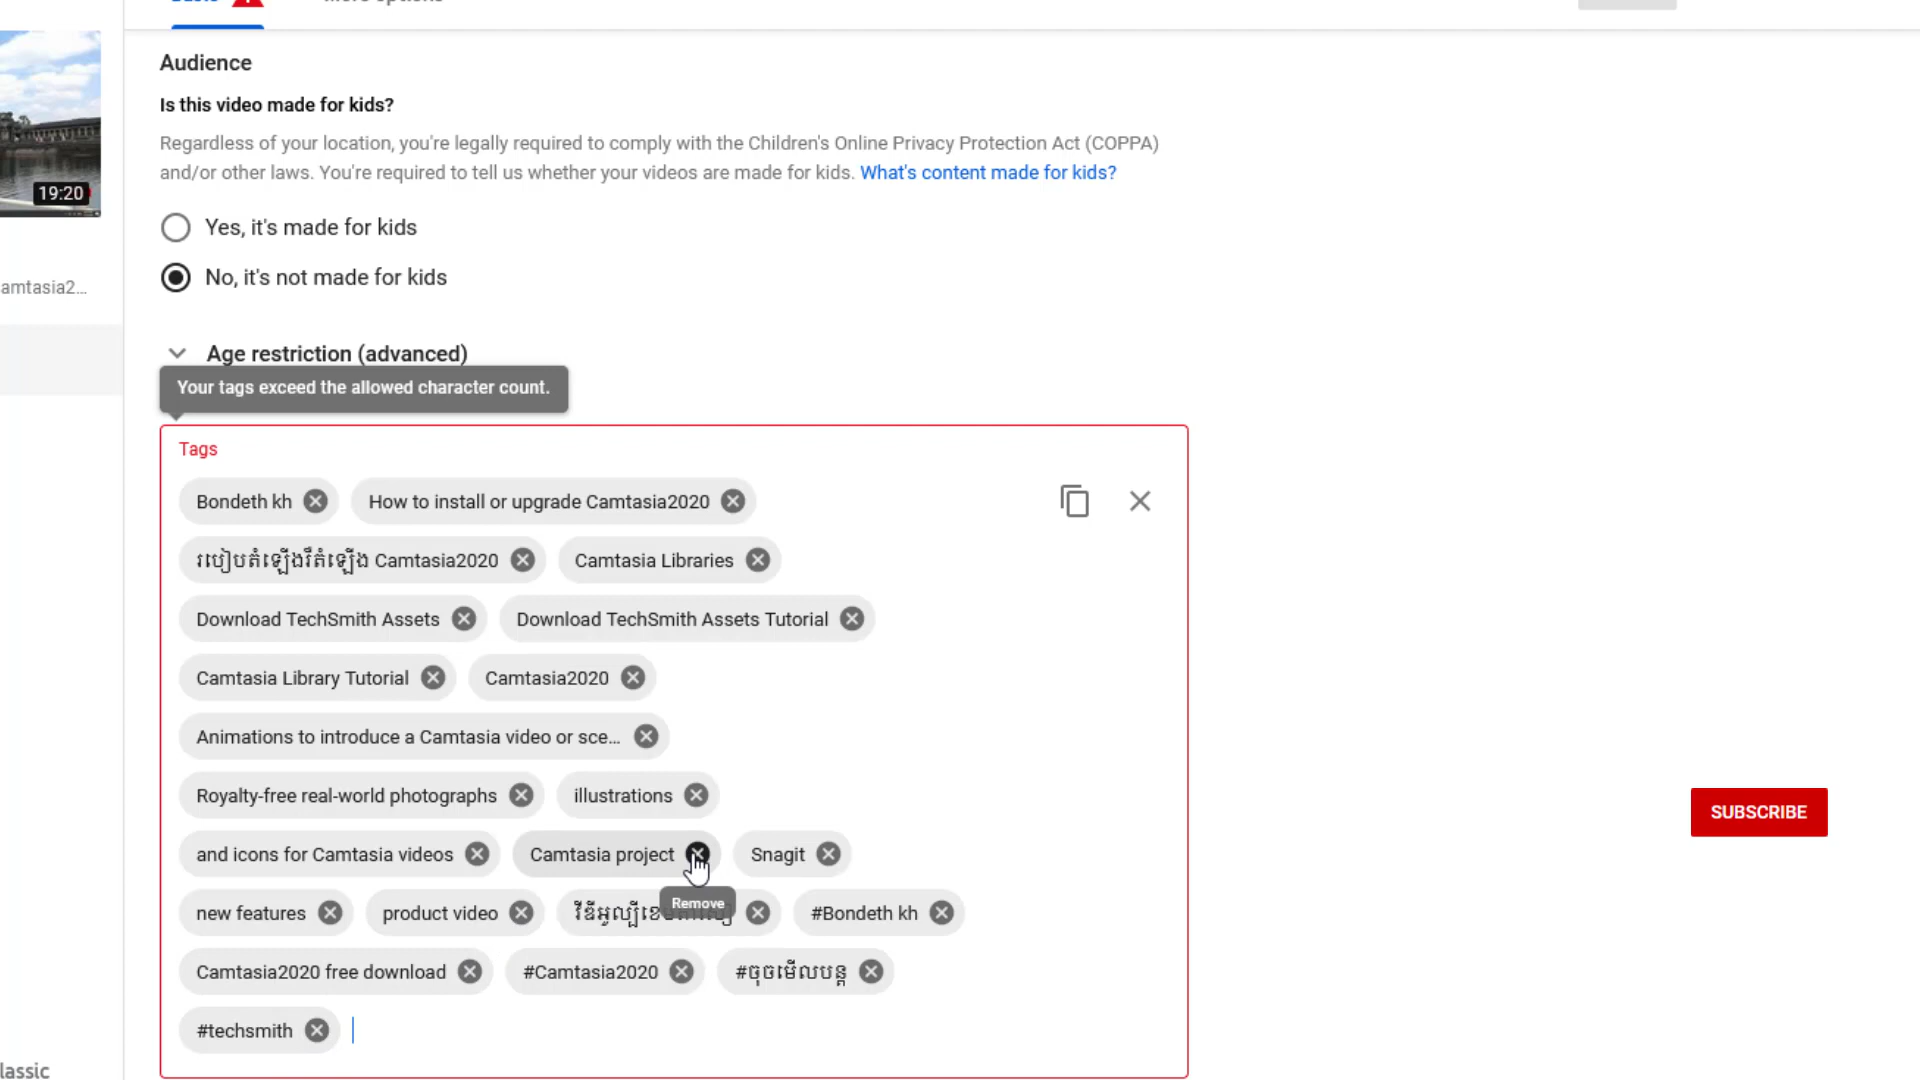 Audience
Is this video made for kids?
Regardless of your location, you're legally required to comply with the Children's Online Privacy Protection Act (COPPA)
and/or other laws. You're required to tell us whether your videos are made for kids. What's content made for kids?
19:20
Yes, it's made for kids
No, it's not made for kids
amtasia2...
Age restriction (advanced)
Your tags exceed the allowed character count.
Tags
Bondeth kh How to install or upgrade Camtasia2020
របៀបតំឡើងរឺតំឡើង Camtasia2020 Camtasia Libraries
Download TechSmith Assets Download TechSmith Assets Tutorial
Camtasia Library Tutorial Camtasia2020
Animations to introduce a Camtasia video or sce...
Royalty-free real-world photographs illustrations
SUBSCRIBE
and icons for Camtasia videos Camtasia project Snagit
Remove
new features product video #Bondeth kh
Camtasia2020 free download #Camtasia2020 #ចុចមើលបន្ត
#techsmith
lassic